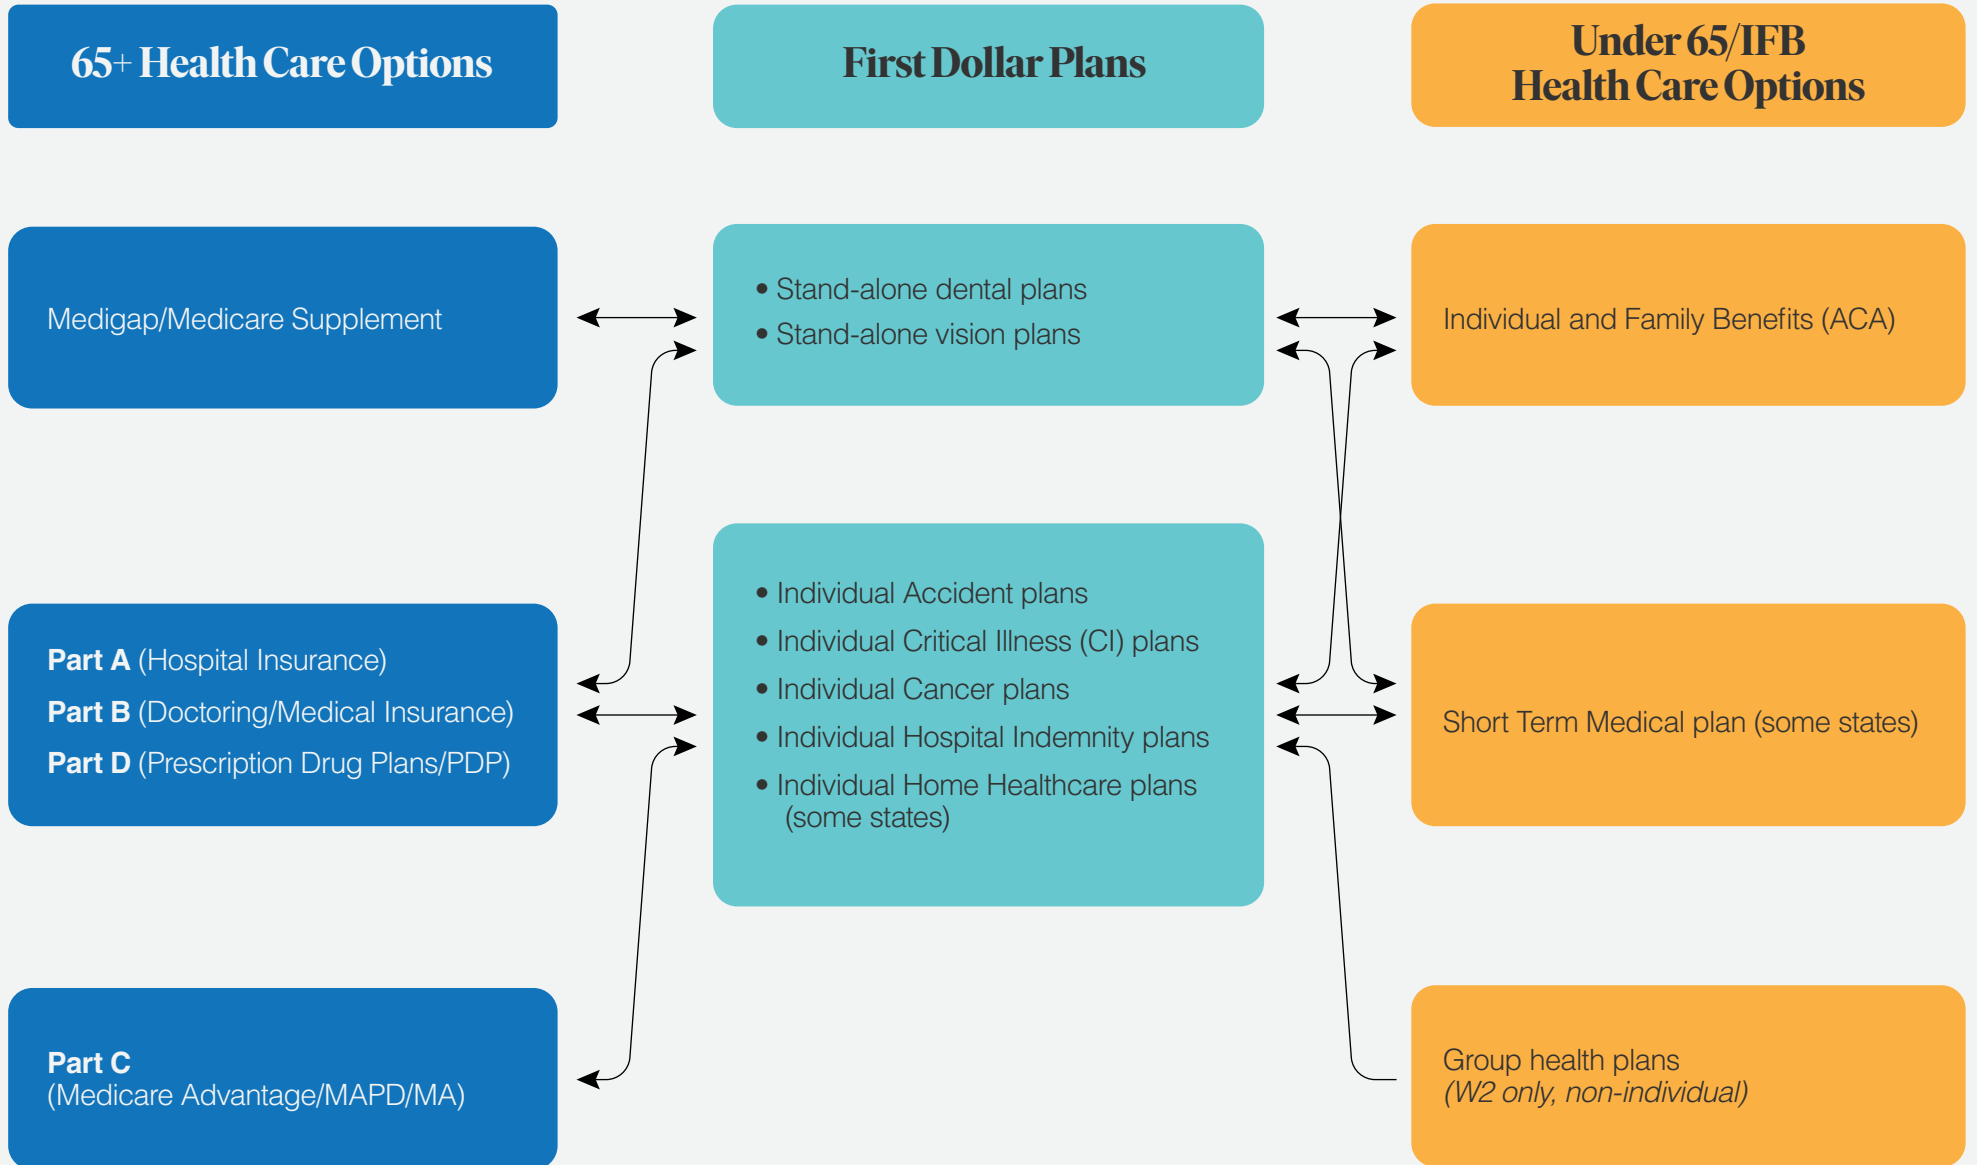 65+ Health Care Options
First Dollar Plans
Under 65/IFB
Health Care Options
Medigap/Medicare Supplement
• Stand-alone dental plans
• Stand-alone vision plans
Individual and Family Benefits (ACA)
Part A (Hospital Insurance)
Part B (Doctoring/Medical Insurance)
Part D (Prescription Drug Plans/PDP)
• Individual Accident plans
• Individual Critical Illness (CI) plans
• Individual Cancer plans
• Individual Hospital Indemnity plans
• Individual Home Healthcare plans
(some states)
Short Term Medical plan (some states)
Part C
(Medicare Advantage/MAPD/MA)
Group health plans
(W2 only, non-individual)